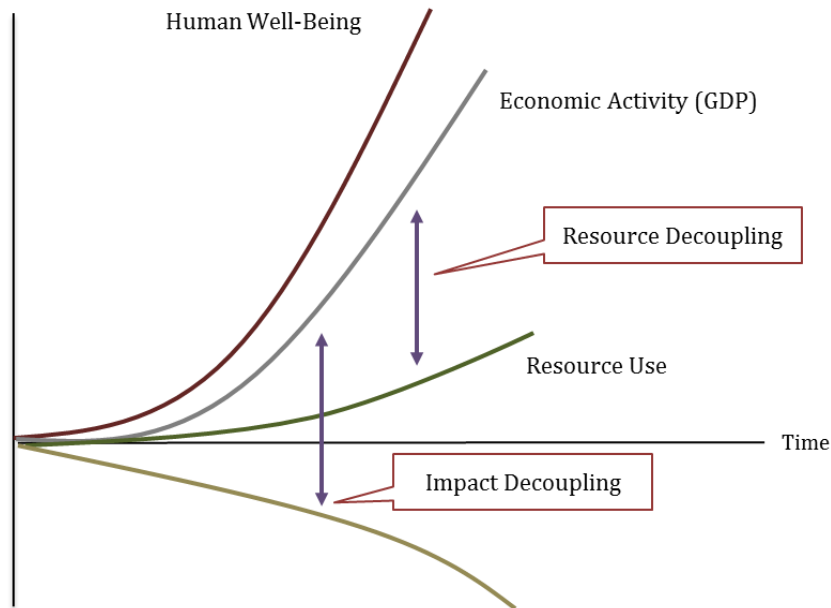 Human Well-Being
Economic Activity (GDP)
Resource Decoupling
Resource Use
Time
Impact Decoupling